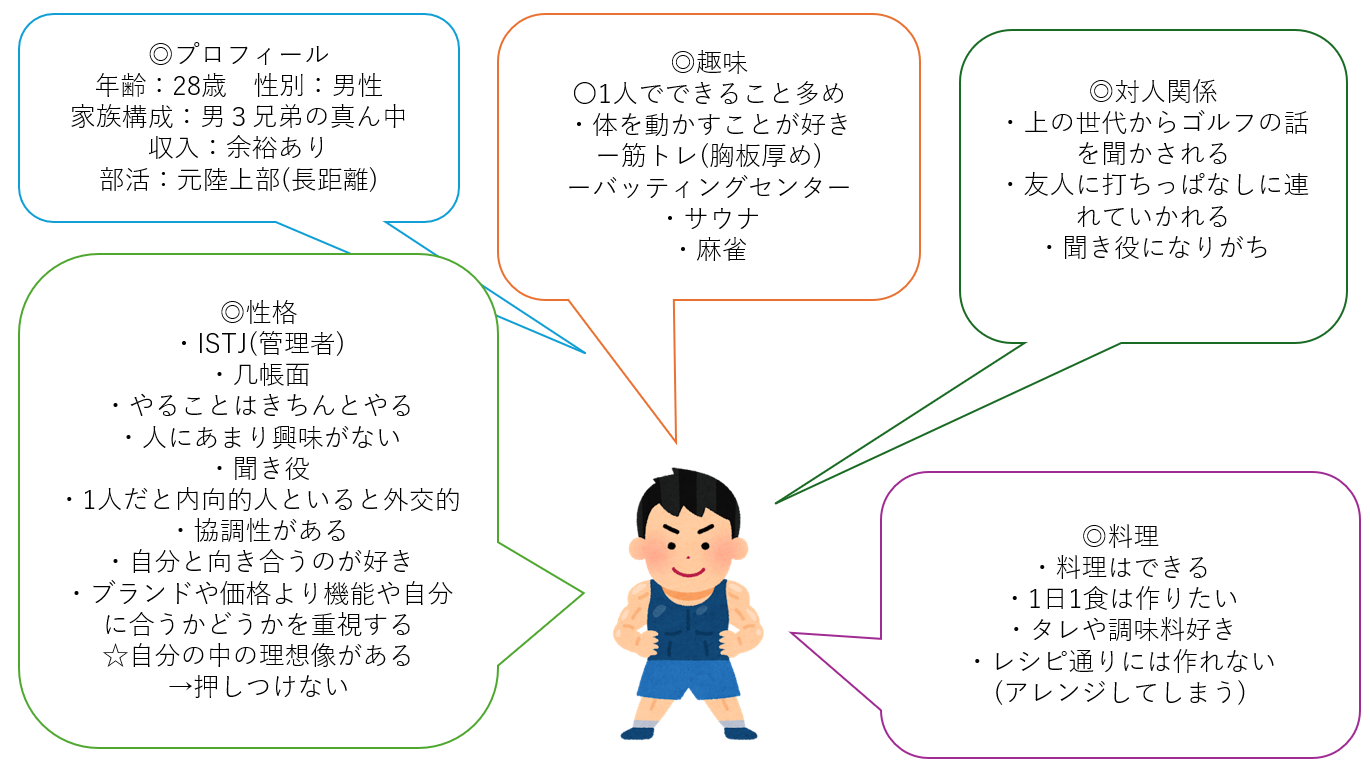 ◎プロフィール
年齢：28歳　性別：男性
家族構成：男３兄弟の真ん中
収入：余裕あり
部活：元陸上部(長距離)
◎趣味
〇1人でできること多め
・体を動かすことが好き
ー筋トレ(胸板厚め)
ーバッティングセンター
・サウナ
・麻雀
◎対人関係
・上の世代からゴルフの話
を聞かされる
・友人に打ちっぱなしに連
れていかれる
・聞き役になりがち
◎性格
・ISTJ(管理者)
・几帳面
・やることはきちんとやる
・人にあまり興味がない
・聞き役
・1人だと内向的人といると外交的
・協調性がある
・自分と向き合うのが好き
・ブランドや価格より機能や自分
に合うかどうかを重視する
☆自分の中の理想像がある
→押しつけない
◎料理
・料理はできる
・1日1食は作りたい
・タレや調味料好き
・レシピ通りには作れない
(アレンジしてしまう)